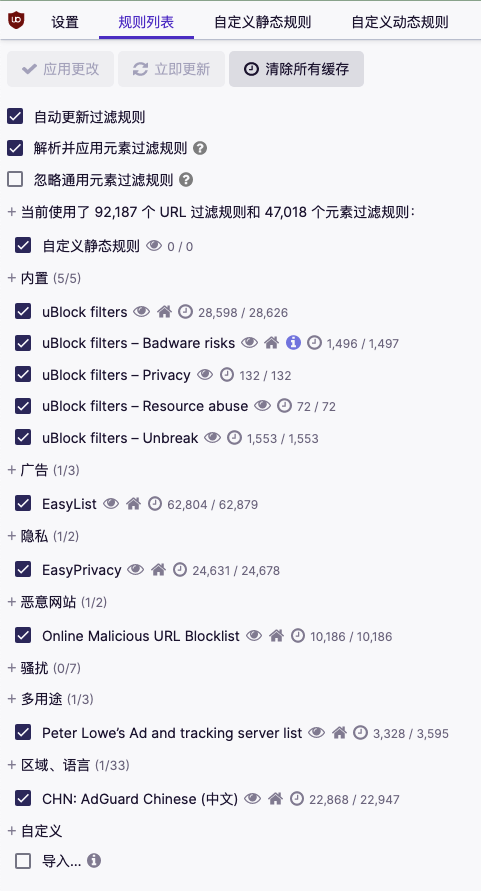 设置 规则列表 自定义静态规则 自定义动态规则
应用更改 立即更新 清除所有缓存
自动更新过滤规则
解析并应用元素过滤规则
忽略通用元素过滤规则
+ 当前使用了 92,187 个 URL 过滤规则和 47,018 个元素过滤规则：
自定义静态规则 0 / 0
+ 内置 (5/5)
uBlock filters 28,598 / 28,626
uBlock filters – Badware risks 1,496 / 1,497
uBlock filters – Privacy 132 / 132
uBlock filters – Resource abuse 72 / 72
uBlock filters – Unbreak 1,553 / 1,553
+ 广告 (1/3)
EasyList 62,804 / 62,879
+ 隐私 (1/2)
EasyPrivacy 24,631 / 24,678
+ 恶意网站 (1/2)
Online Malicious URL Blocklist 10,186 / 10,186
+ 骚扰 (0/7)
+ 多用途 (1/3)
Peter Lowe’s Ad and tracking server list 3,328 / 3,595
+ 区域、语言 (1/33)
CHN: AdGuard Chinese (中文) 22,868 / 22,947
+ 自定义
导入...